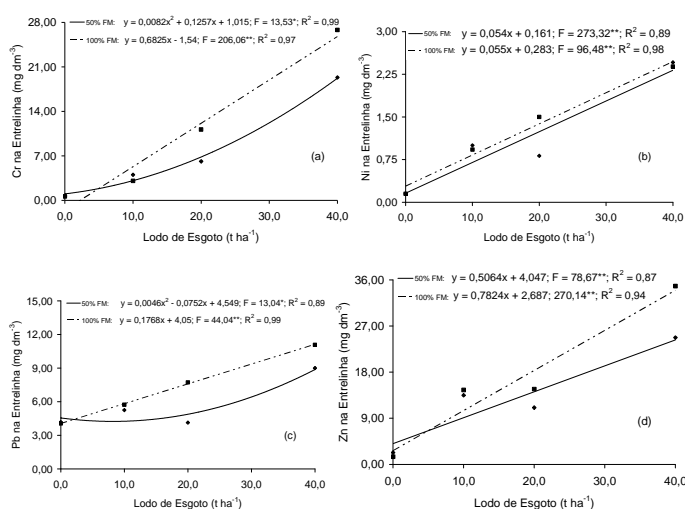 50% FM: y = 0,0082x² + 0,1257x + 1,015; F = 13,53*; R² = 0,99
100% FM: y = 0,6825x - 1,54; F = 206,06**; R² = 0,97
Cr na Entrelinha (mg dm⁻³)
28,00
21,00
14,00
7,00
0,00
(a)
0,0 10,0 20,0 30,0 40,0
Lodo de Esgoto (t ha⁻¹)
50% FM: y = 0,054x + 0,161; F = 273,32**; R² = 0,89
100% FM: y = 0,055x + 0,283; F = 96,48**; R² = 0,98
Ni na Entrelinha (mg dm⁻³)
3,00
2,25
1,50
0,75
0,00
(b)
0,0 10,0 20,0 30,0 40,0
Lodo de Esgoto (t ha⁻¹)
50% FM: y = 0,0046x² - 0,0752x + 4,549; F = 13,04*; R² = 0,89
100% FM: y = 0,1768x + 4,05; F = 44,04**; R² = 0,99
Pb na Entrelinha (mg dm⁻³)
15,00
12,00
9,00
6,00
3,00
0,00
(c)
0,0 10,0 20,0 30,0 40,0
Lodo de Esgoto (t ha⁻¹)
50% FM: y = 0,5064x + 4,047; F = 78,67**; R² = 0,87
100% FM: y = 0,7824x + 2,687; 270,14**; R² = 0,94
Zn na Entrelinha (mg dm⁻³)
36,00
27,00
18,00
9,00
0,00
(d)
0,0 10,0 20,0 30,0 40,0
Lodo de Esgoto (t ha⁻¹)